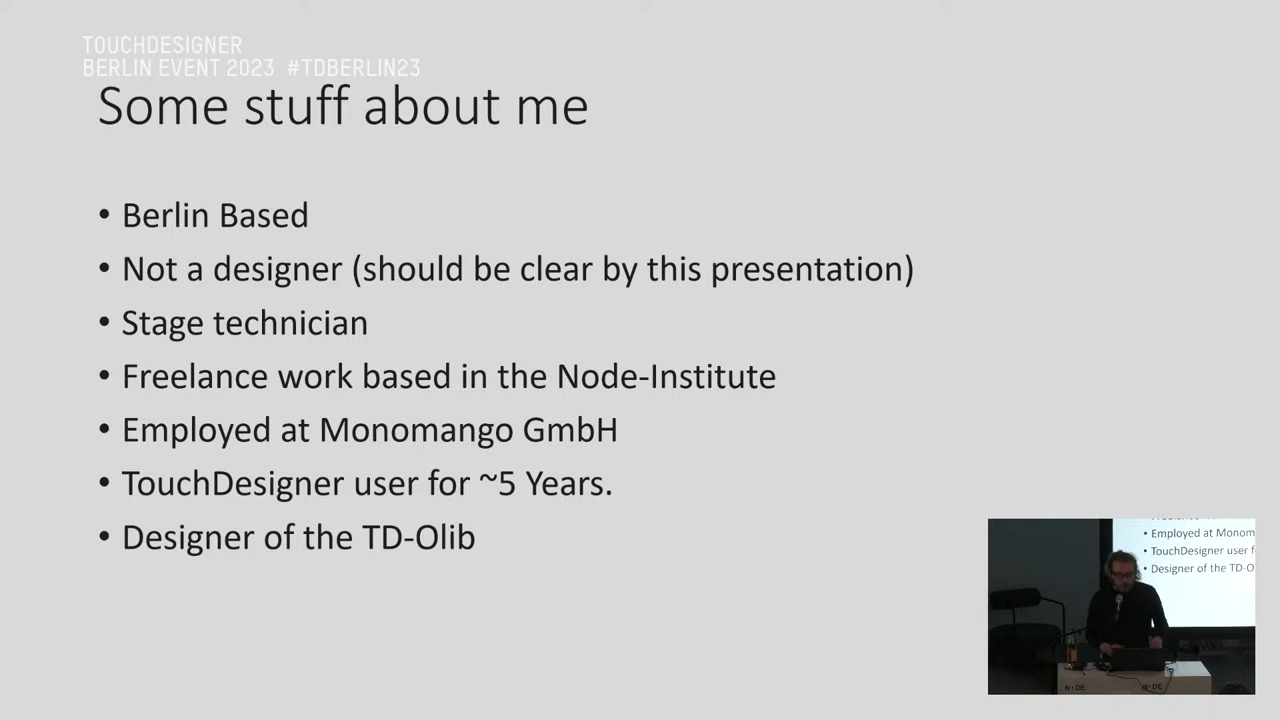 TOUCHDESIGNER
BERLIN EVENT 2023 #TDBERLIN23
Some stuff about me
• Berlin Based
• Not a designer (should be clear by this presentation)
• Stage technician
• Freelance work based in the Node-Institute
• Employed at Monomango GmbH
• TouchDesigner user for ~5 Years.
• Designer of the TD-Olib
• Employed at Monom
• TouchDesigner user f
• Designer of the TD-O
N•DE
N•DE